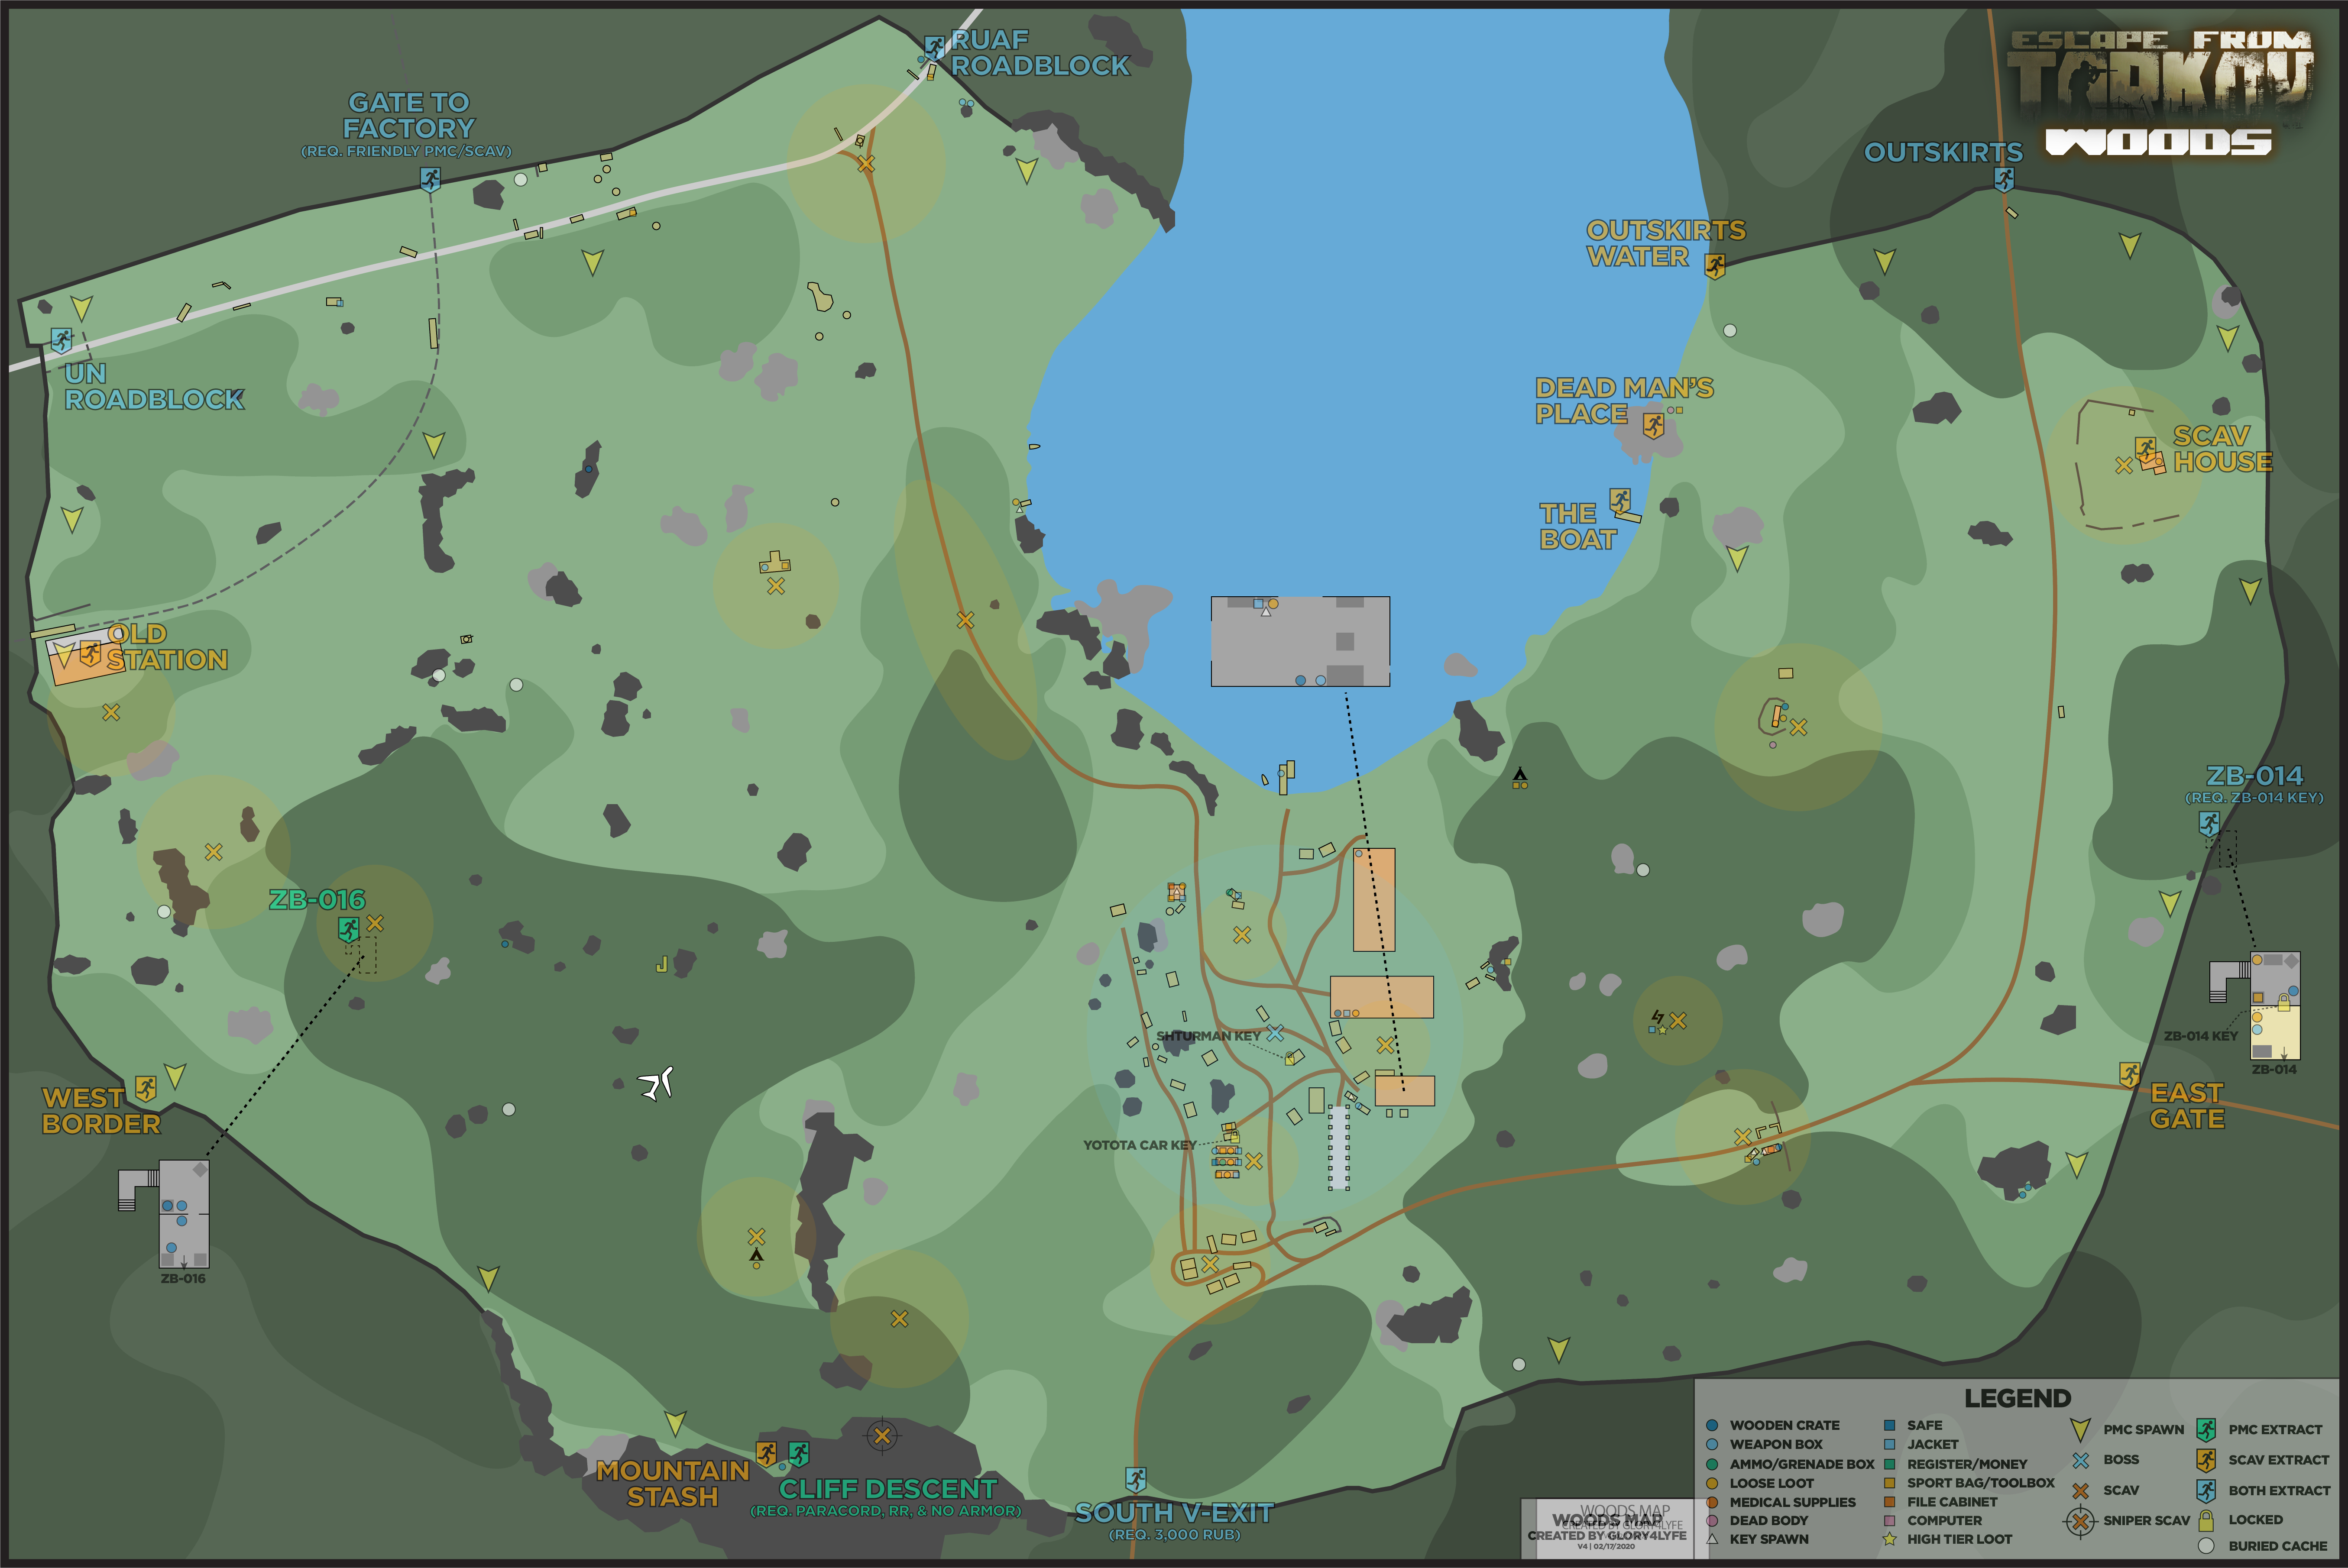 ESCAPE FROM
TARKOV
WOODS
RUAF
ROADBLOCK
GATE TO
FACTORY
(REQ. FRIENDLY PMC/SCAV)
OUTSKIRTS
OUTSKIRTS
WATER
UN
ROADBLOCK
DEAD MAN'S
PLACE
SCAV
HOUSE
THE
BOAT
OLD
STATION
ZB-014
(REQ. ZB-014 KEY)
ZB-016
SHTURMAN KEY
ZB-014 KEY
ZB-014
WEST
BORDER
EAST
GATE
YOTOTA CAR KEY
ZB-016
MOUNTAIN
STASH
CLIFF DESCENT
(REQ. PARACORD, RR, & NO ARMOR)
SOUTH V-EXIT
(REQ. 3,000 RUB)
WOODS MAP
CREATED BY GLORY4LYFE
V4 | 02/17/2020
LEGEND
WOODEN CRATE
WEAPON BOX
AMMO/GRENADE BOX
LOOSE LOOT
MEDICAL SUPPLIES
DEAD BODY
KEY SPAWN
SAFE
JACKET
REGISTER/MONEY
SPORT BAG/TOOLBOX
FILE CABINET
COMPUTER
HIGH TIER LOOT
PMC SPAWN
BOSS
SCAV
SNIPER SCAV
PMC EXTRACT
SCAV EXTRACT
BOTH EXTRACT
LOCKED
BURIED CACHE